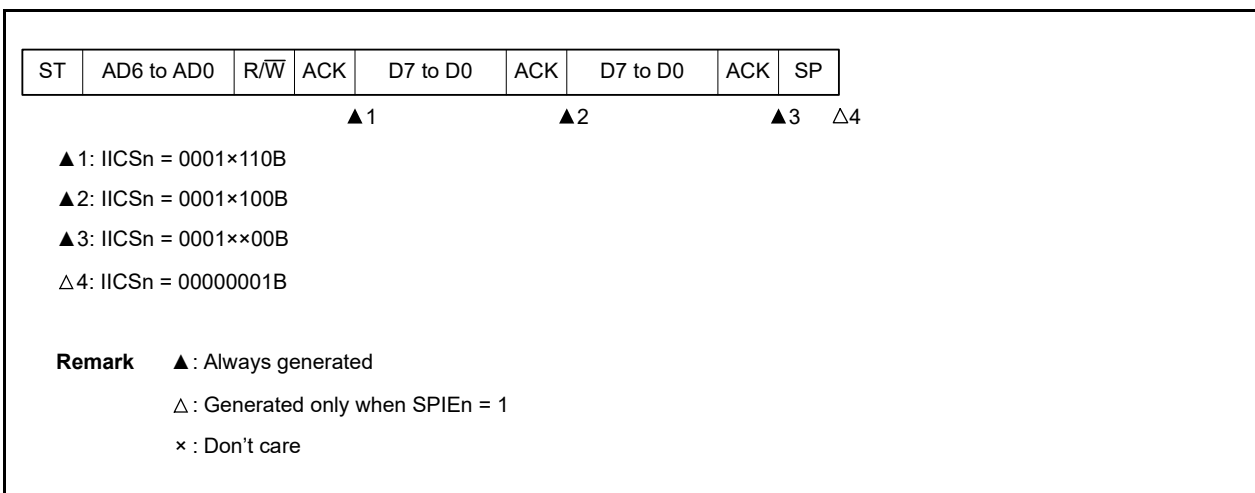 ST AD6 to AD0 R/W̅ ACK D7 to D0 ACK D7 to D0 ACK SP
▲1 ▲2 ▲3 △4
▲1: IICSn = 0001×110B
▲2: IICSn = 0001×100B
▲3: IICSn = 0001××00B
△4: IICSn = 00000001B
Remark ▲: Always generated
△: Generated only when SPIEn = 1
×: Don't care